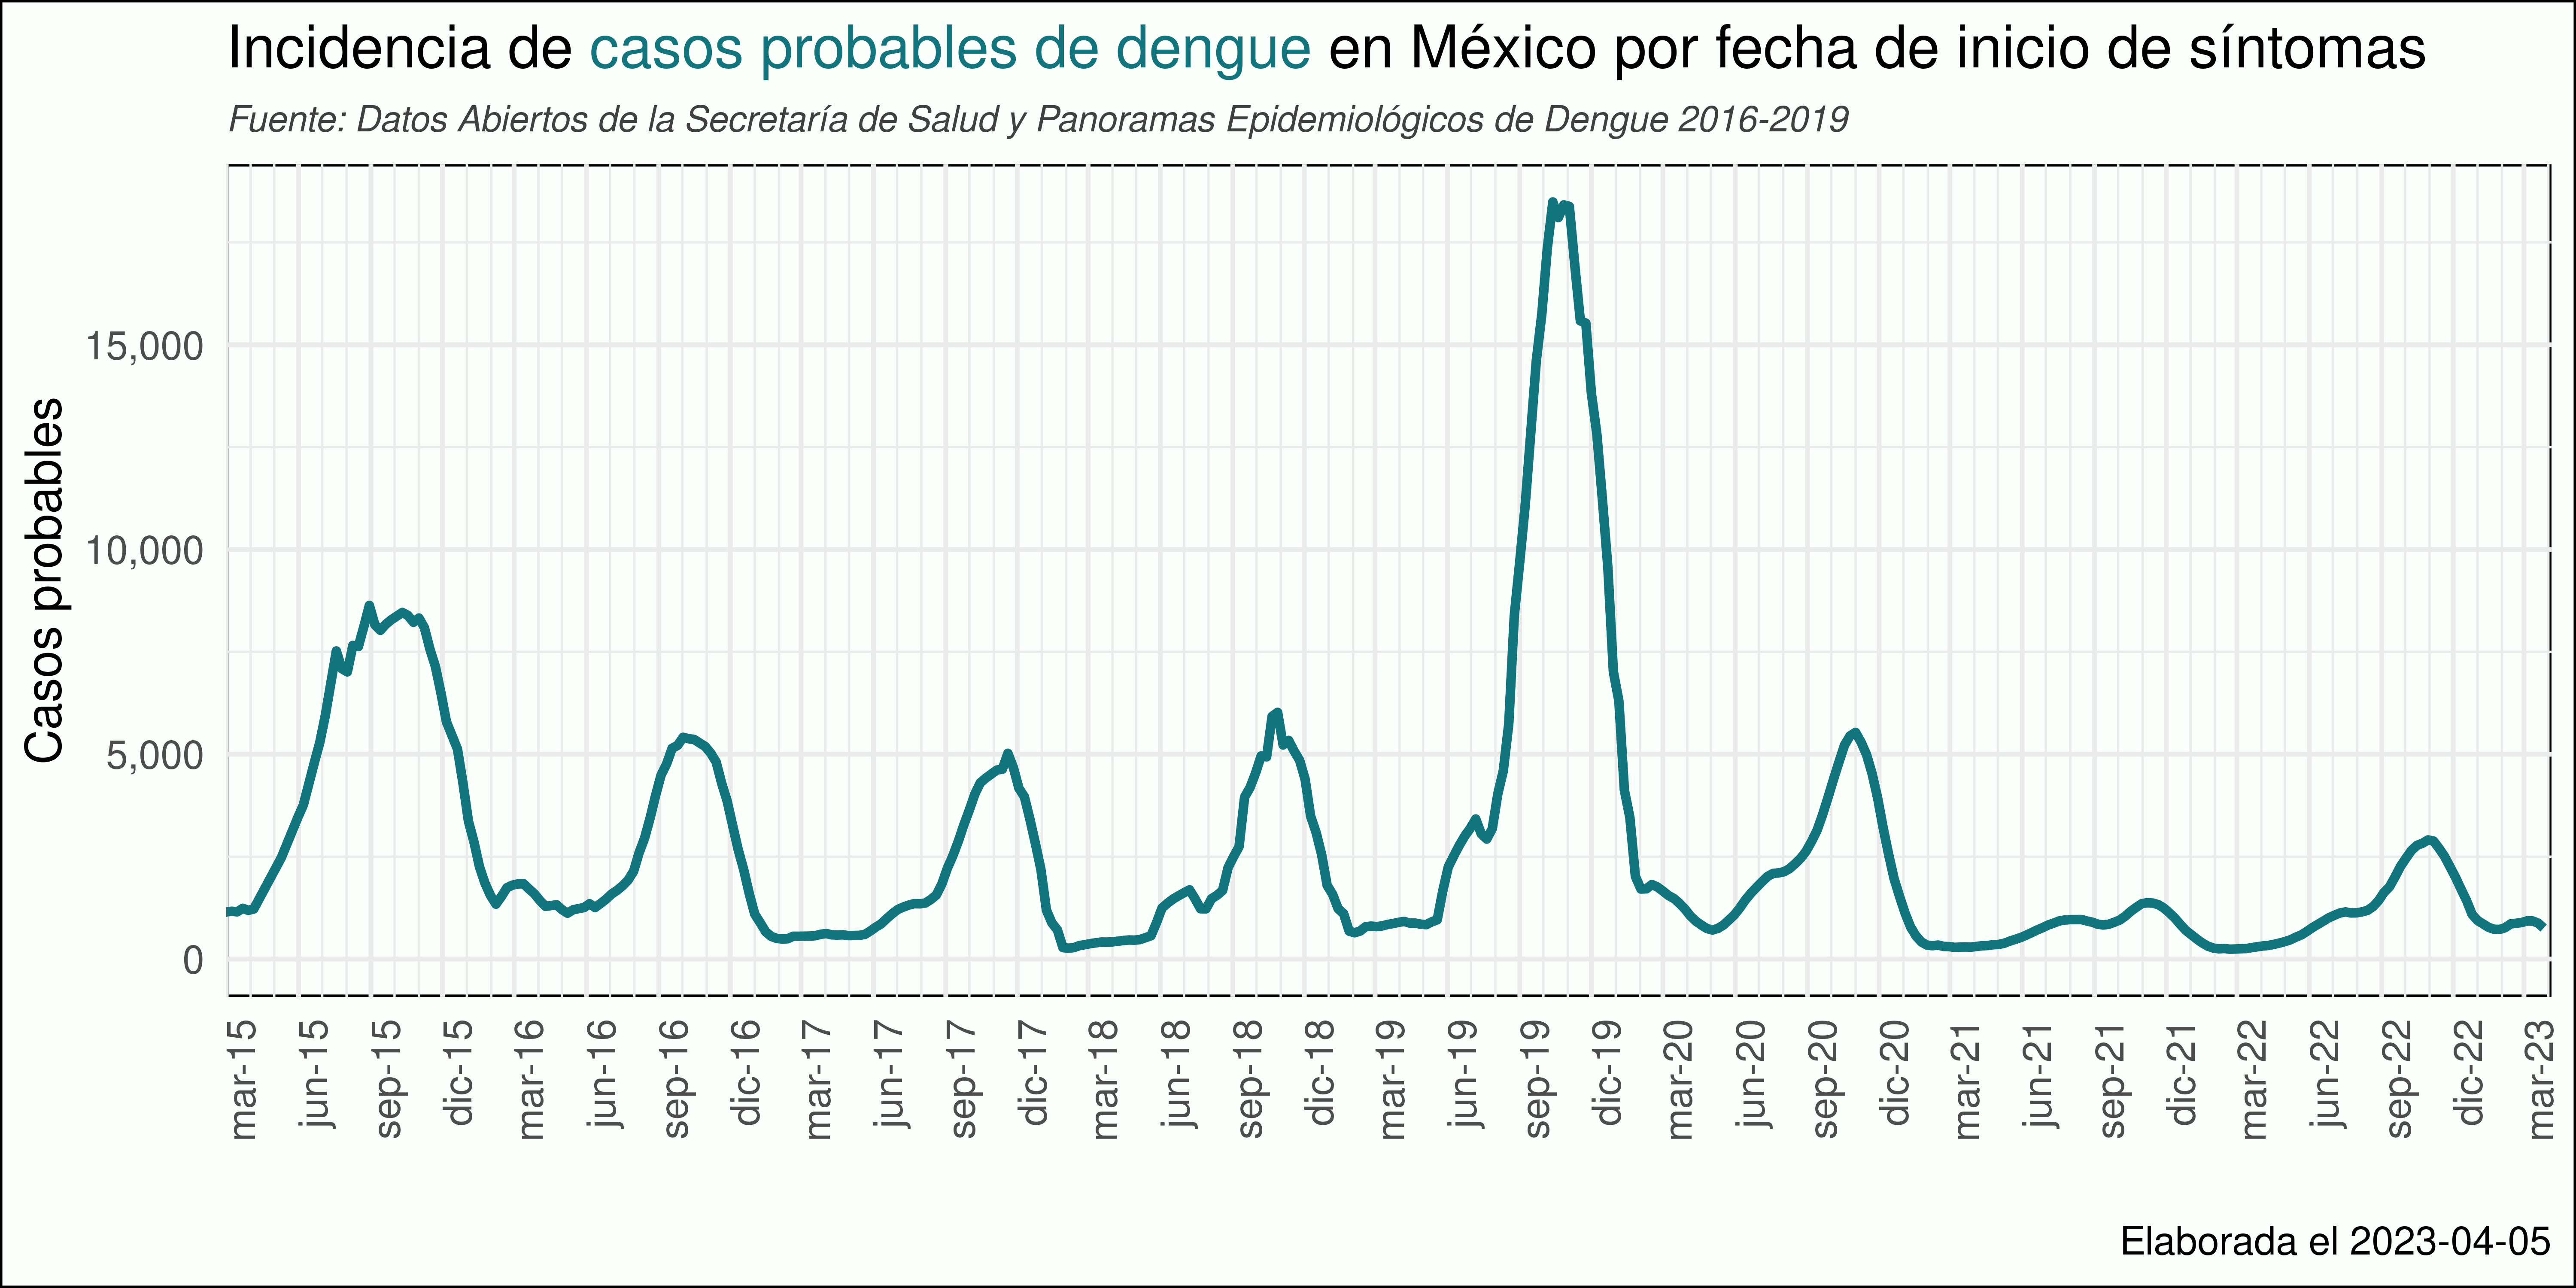 Incidencia de casos probables de dengue en México por fecha de inicio de síntomas
Fuente: Datos Abiertos de la Secretaría de Salud y Panoramas Epidemiológicos de Dengue 2016-2019
Casos probables
15,000
10,000
5,000
0
mar-15
jun-15
sep-15
dic-15
mar-16
jun-16
sep-16
dic-16
mar-17
jun-17
sep-17
dic-17
mar-18
jun-18
sep-18
dic-18
mar-19
jun-19
sep-19
dic-19
mar-20
jun-20
sep-20
dic-20
mar-21
jun-21
sep-21
dic-21
mar-22
jun-22
sep-22
dic-22
mar-23
Elaborada el 2023-04-05